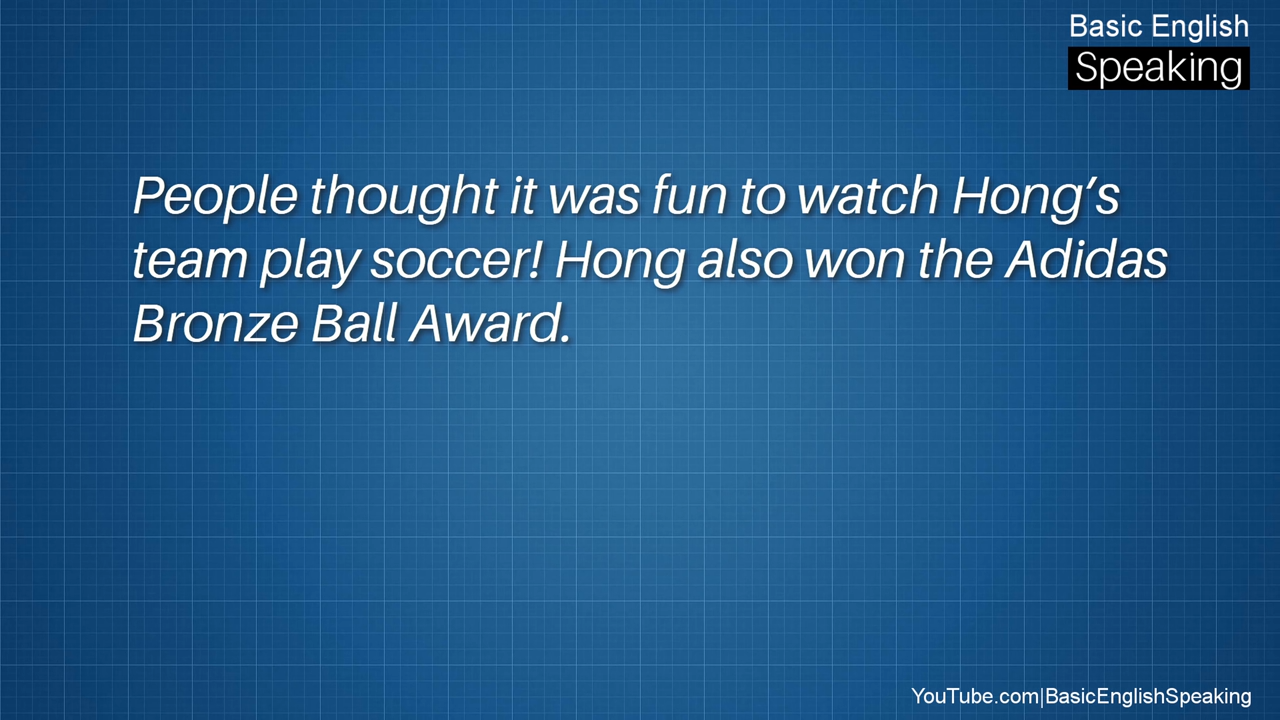 Basic English
Speaking
People thought it was fun to watch Hong’s
team play soccer! Hong also won the Adidas
Bronze Ball Award.
YouTube.com|BasicEnglishSpeaking